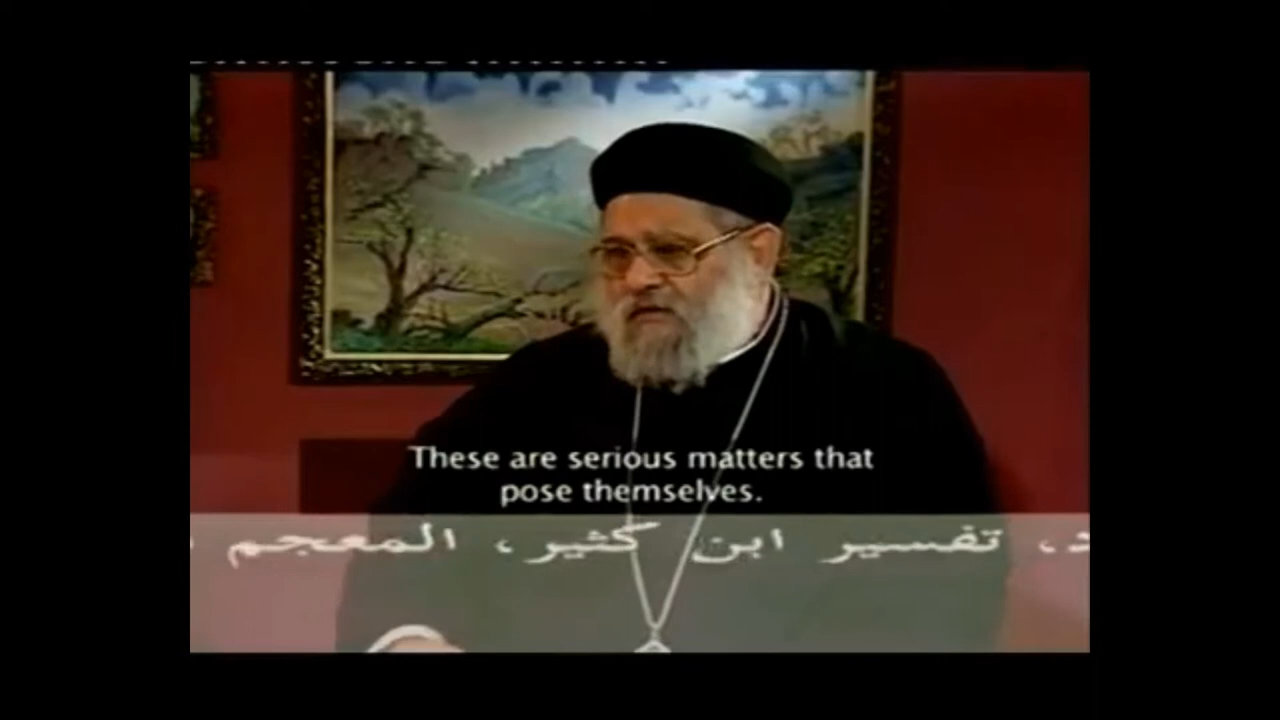 These are serious matters that
pose themselves.
د، تفسير ابن كثير، المعجم